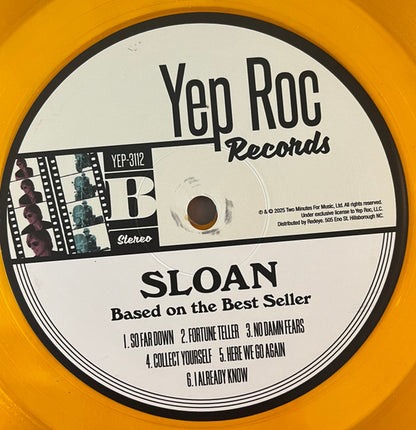 Yep Roc
Records
YEP-3112
B
Stereo
℗ & © 2025 Two Minutes For Music, Ltd. All rights reserved.
Under exclusive license to Yep Roc, LLC.
Distributed by Redeye. 505 Eno St. Hillsborough NC.
SLOAN
Based on the Best Seller
1. SO FAR DOWN 2. FORTUNE TELLER 3. NO DAMN FEARS
4. COLLECT YOURSELF 5. HERE WE GO AGAIN
6. I ALREADY KNOW